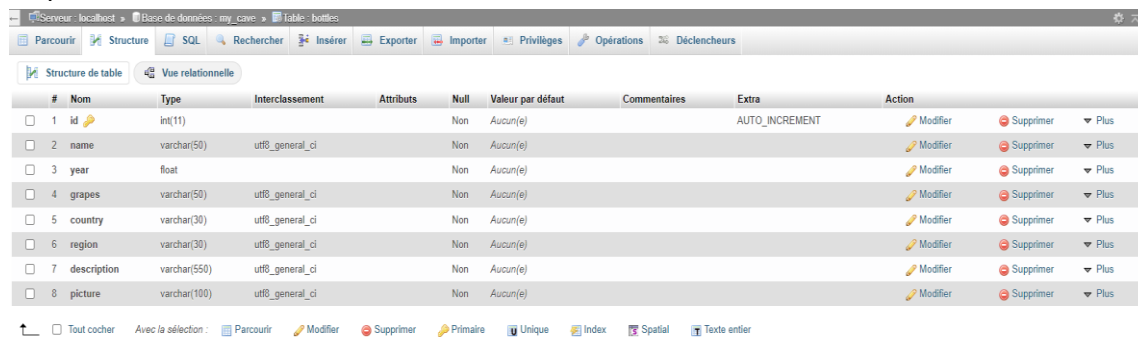 Serveur : localhost » Base de données : my_cave » Table : bottles
Parcourir Structure SQL Rechercher Insérer Exporter Importer Privilèges Opérations Déclencheurs
Structure de table Vue relationnelle
# Nom Type Interclassement Attributs Null Valeur par défaut Commentaires Extra Action
1 id int(11) Non Aucun(e) AUTO_INCREMENT Modifier Supprimer Plus
2 name varchar(50) utf8_general_ci Non Aucun(e) Modifier Supprimer Plus
3 year float Non Aucun(e) Modifier Supprimer Plus
4 grapes varchar(50) utf8_general_ci Non Aucun(e) Modifier Supprimer Plus
5 country varchar(30) utf8_general_ci Non Aucun(e) Modifier Supprimer Plus
6 region varchar(30) utf8_general_ci Non Aucun(e) Modifier Supprimer Plus
7 description varchar(550) utf8_general_ci Non Aucun(e) Modifier Supprimer Plus
8 picture varchar(100) utf8_general_ci Non Aucun(e) Modifier Supprimer Plus
Tout cocher Avec la sélection : Parcourir Modifier Supprimer Primaire Unique Index Spatial Texte entier